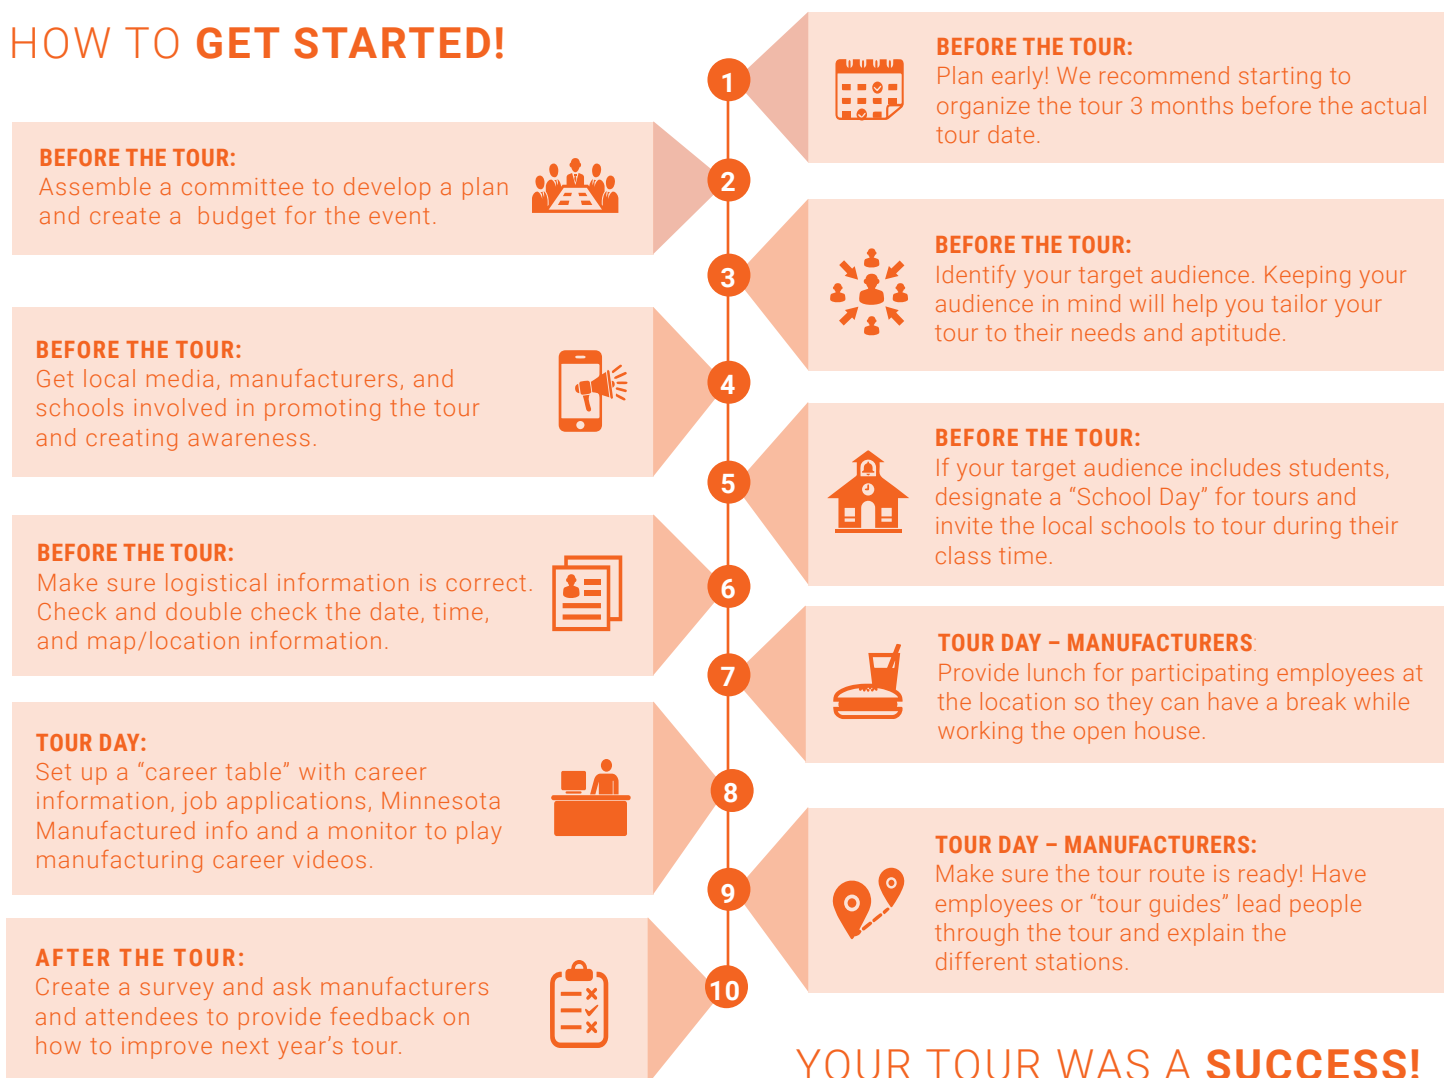 HOW TO GET STARTED!
1
BEFORE THE TOUR:
Plan early! We recommend starting to
organize the tour 3 months before the actual
tour date.
2
BEFORE THE TOUR:
Assemble a committee to develop a plan
and create a budget for the event.
3
BEFORE THE TOUR:
Identify your target audience. Keeping your
audience in mind will help you tailor your
tour to their needs and aptitude.
4
BEFORE THE TOUR:
Get local media, manufacturers, and
schools involved in promoting the tour
and creating awareness.
5
BEFORE THE TOUR:
If your target audience includes students,
designate a “School Day” for tours and
invite the local schools to tour during their
class time.
6
BEFORE THE TOUR:
Make sure logistical information is correct.
Check and double check the date, time,
and map/location information.
7
TOUR DAY – MANUFACTURERS:
Provide lunch for participating employees at
the location so they can have a break while
working the open house.
8
TOUR DAY:
Set up a “career table” with career
information, job applications, Minnesota
Manufactured info and a monitor to play
manufacturing career videos.
9
TOUR DAY – MANUFACTURERS:
Make sure the tour route is ready! Have
employees or “tour guides” lead people
through the tour and explain the
different stations.
10
AFTER THE TOUR:
Create a survey and ask manufacturers
and attendees to provide feedback on
how to improve next year’s tour.
YOUR TOUR WAS A SUCCESS!